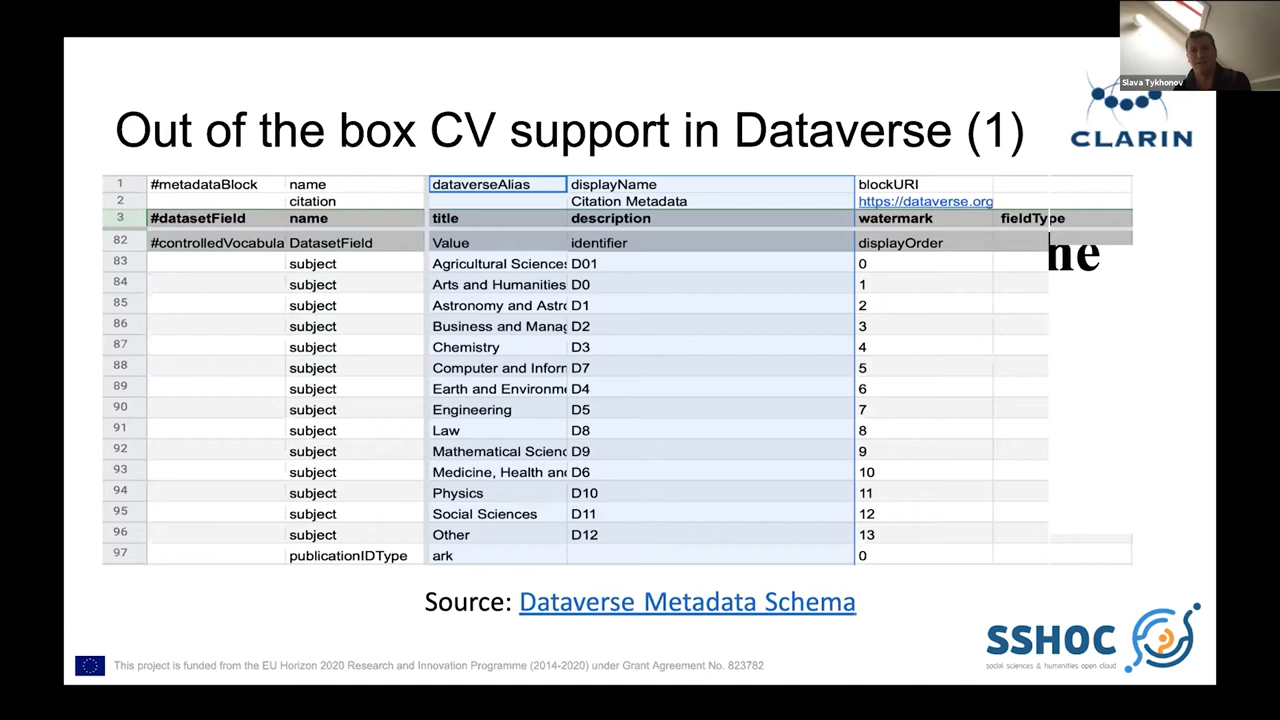 Slava Tykhonov
Out of the box CV support in Dataverse (1)
CLARIN
1 #metadataBlock name dataverseAlias displayName blockURI
2 citation Citation Metadata https://dataverse.org
3 #datasetField name title description watermark fieldType
82 #controlledVocabula DatasetField Value identifier displayOrder
83 subject Agricultural Sciences D01 0
he
84 subject Arts and Humanities D0 1
85 subject Astronomy and Astro D1 2
86 subject Business and Manag D2 3
87 subject Chemistry D3 4
88 subject Computer and Inforn D7 5
89 subject Earth and Environme D4 6
90 subject Engineering D5 7
91 subject Law D8 8
92 subject Mathematical Scienc D9 9
93 subject Medicine, Health and D6 10
94 subject Physics D10 11
95 subject Social Sciences D11 12
96 subject Other D12 13
97 publicationIDType ark 0
Source: Dataverse Metadata Schema
SSHOC
social sciences & humanities open cloud
This project is funded from the EU Horizon 2020 Research and Innovation Programme (2014-2020) under Grant Agreement No. 823782